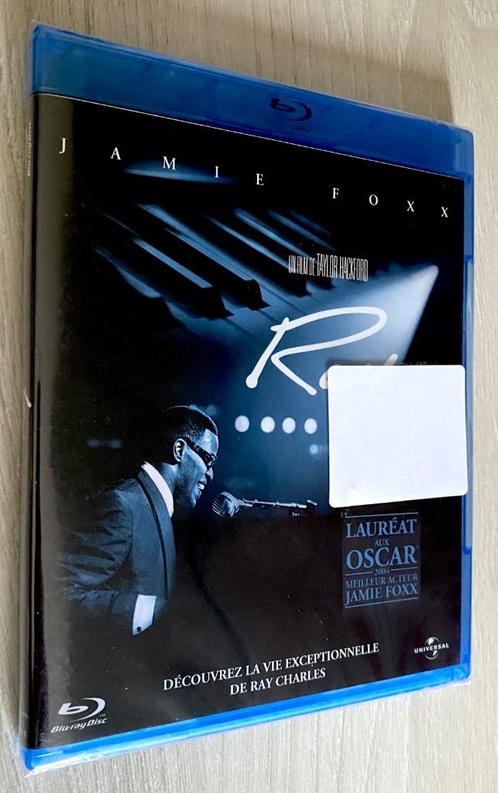 JAMIE FOXX
UN FILM DE TAYLOR HACKFORD
LAURÉAT
AUX
OSCAR
2004
MEILLEUR ACTEUR
JAMIE FOXX
UNIVERSAL
DÉCOUVREZ LA VIE EXCEPTIONNELLE
DE RAY CHARLES
Blu-ray Disc